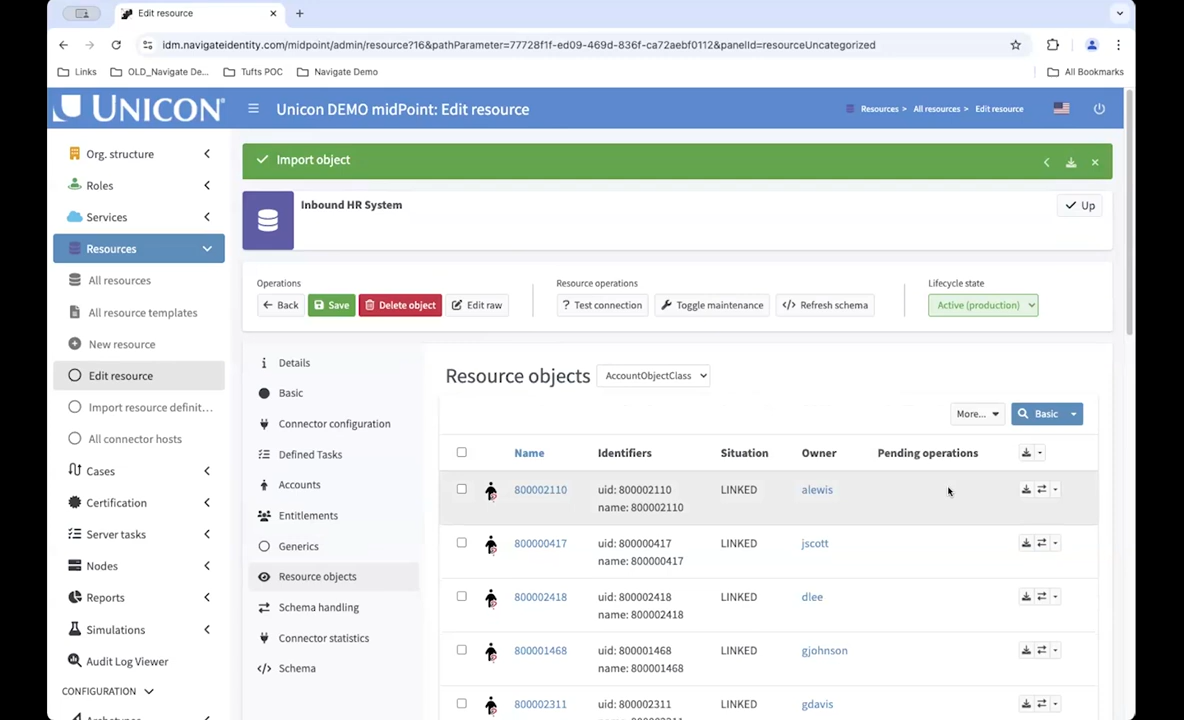 Edit resource
idm.navigateidentity.com/midpoint/admin/resource?16&pathParameter=77728f1f-ed09-469d-836f-ca72aebf0112&panelId=resourceUncategorized
Links
OLD_Navigate De...
Tufts POC
Navigate Demo
All Bookmarks
UNICON
Unicon DEMO midPoint: Edit resource
Resources >
All resources >
Edit resource
Org. structure
Roles
Services
Resources
All resources
All resource templates
New resource
Edit resource
Import resource definit...
All connector hosts
Cases
Certification
Server tasks
Nodes
Reports
Simulations
Audit Log Viewer
CONFIGURATION
Import object
Inbound HR System
Up
Operations
Back
Save
Delete object
Edit raw
Resource operations
Test connection
Toggle maintenance
Refresh schema
Lifecycle state
Active (production)
Details
Basic
Connector configuration
Defined Tasks
Accounts
Entitlements
Generics
Resource objects
Schema handling
Connector statistics
Schema
Resource objects
AccountObjectClass
More...
Basic
Name Identifiers Situation Owner Pending operations
800002110 uid: 800002110 LINKED alewis
name: 800002110
800000417 uid: 800000417 LINKED jscott
name: 800000417
800002418 uid: 800002418 LINKED dlee
name: 800002418
800001468 uid: 800001468 LINKED gjohnson
name: 800001468
800002311 uid: 800002311 LINKED gdavis